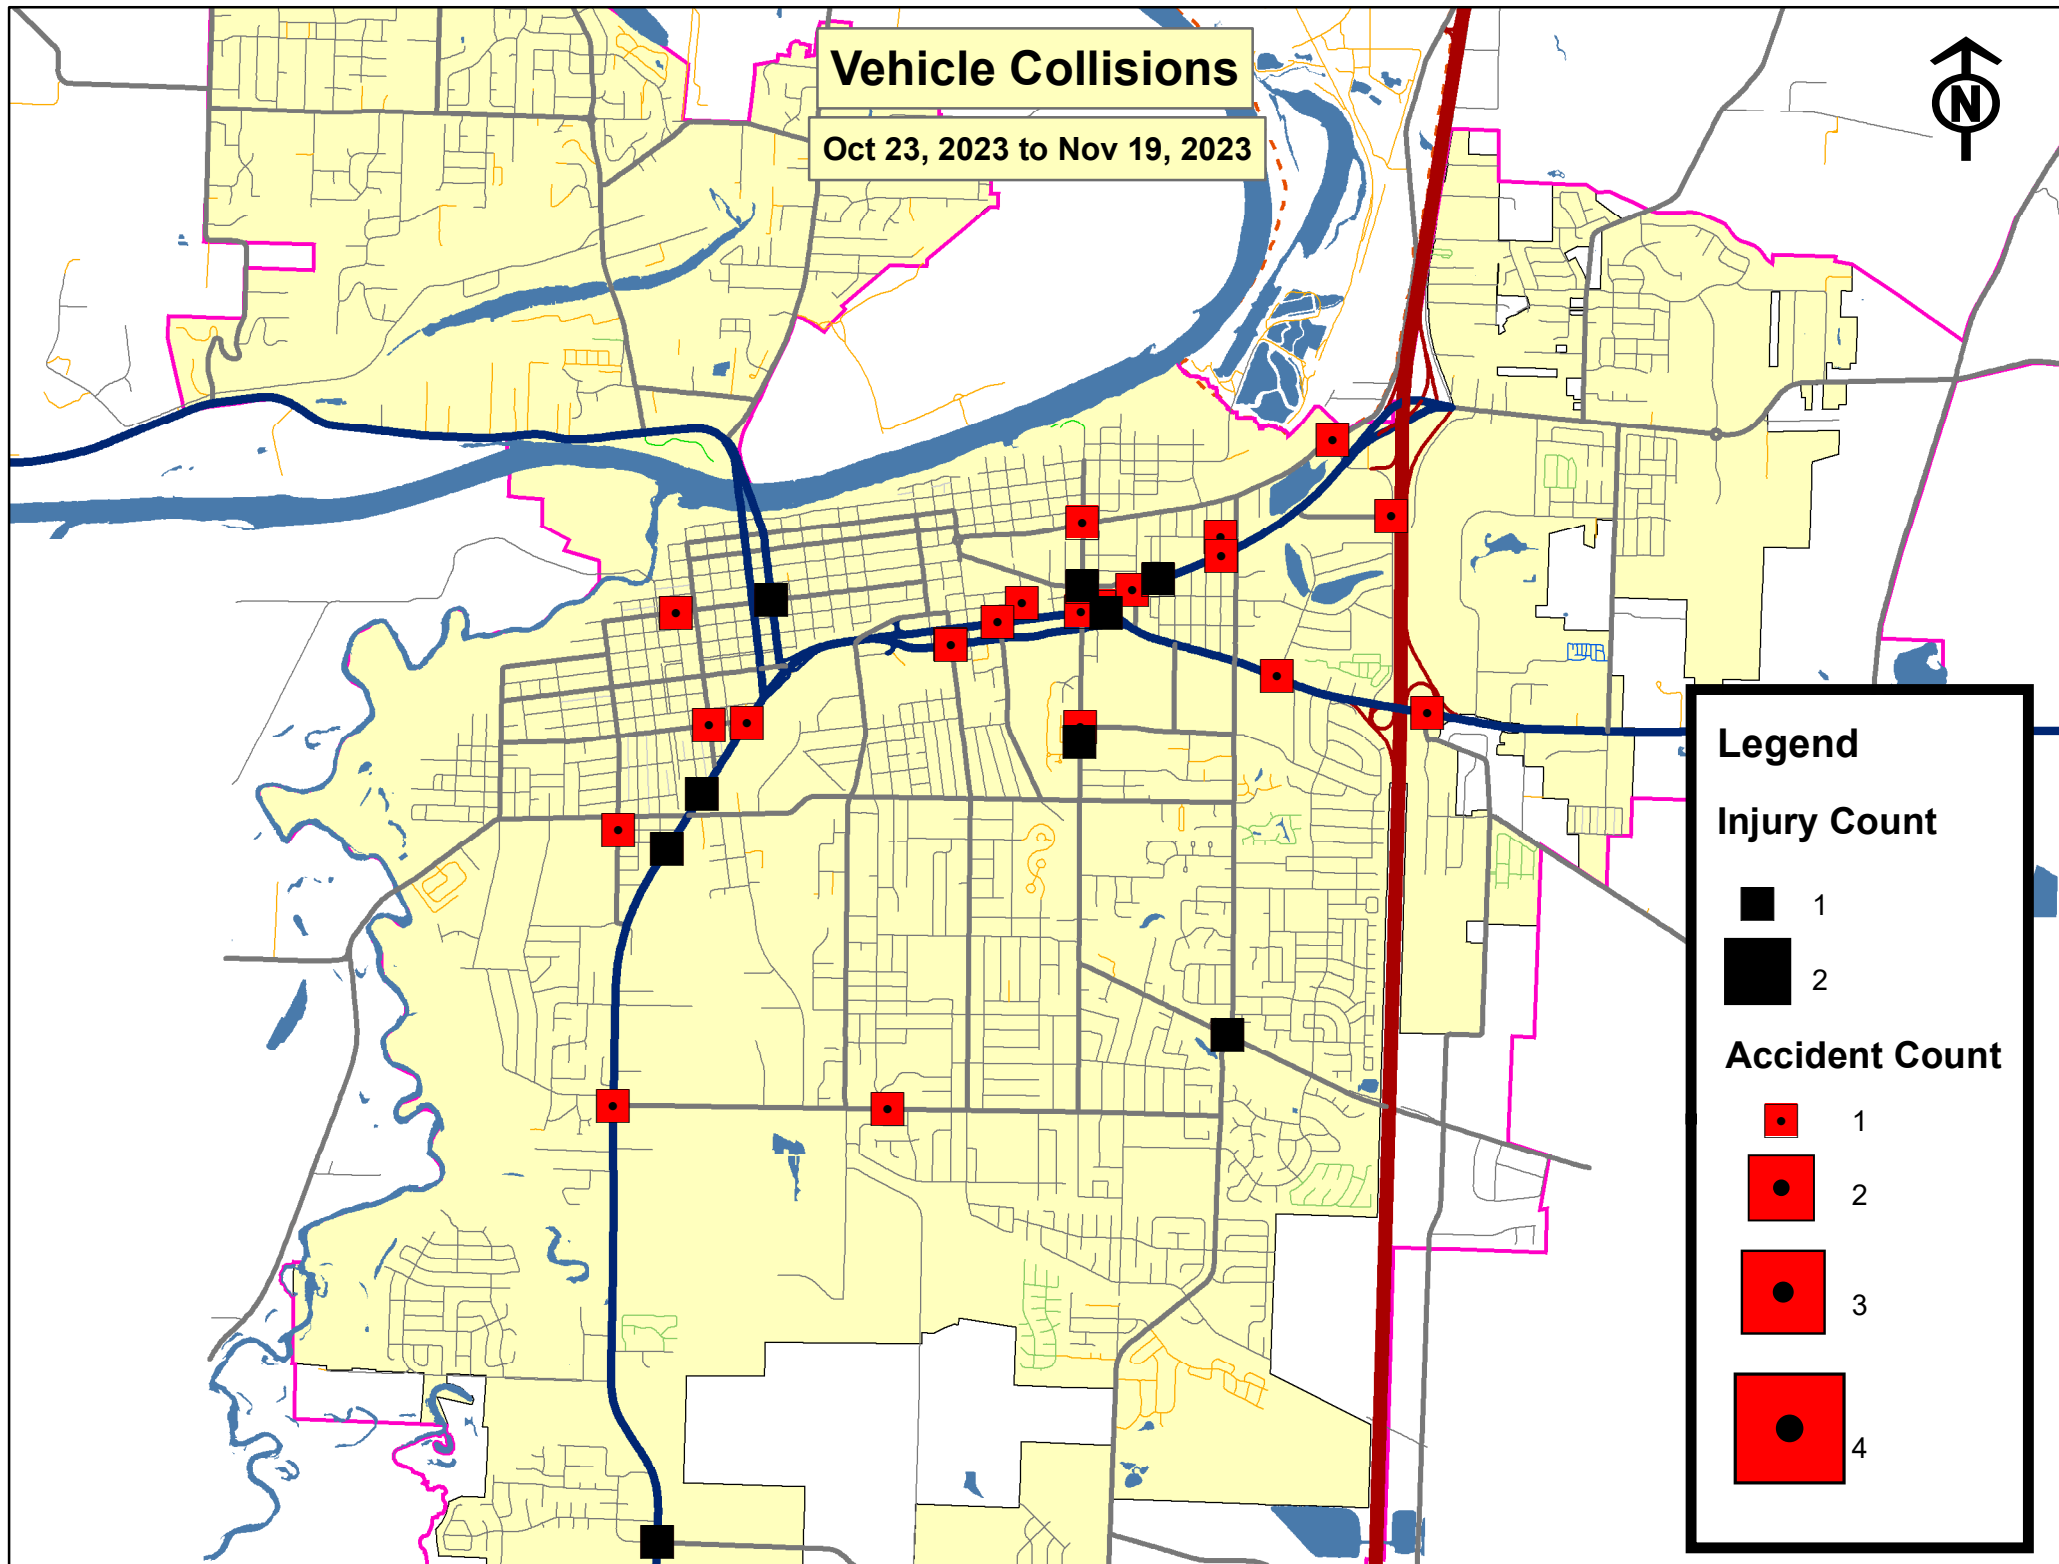 Vehicle Collisions
Oct 23, 2023 to Nov 19, 2023
N
Legend
Injury Count
1
2
Accident Count
1
2
3
4